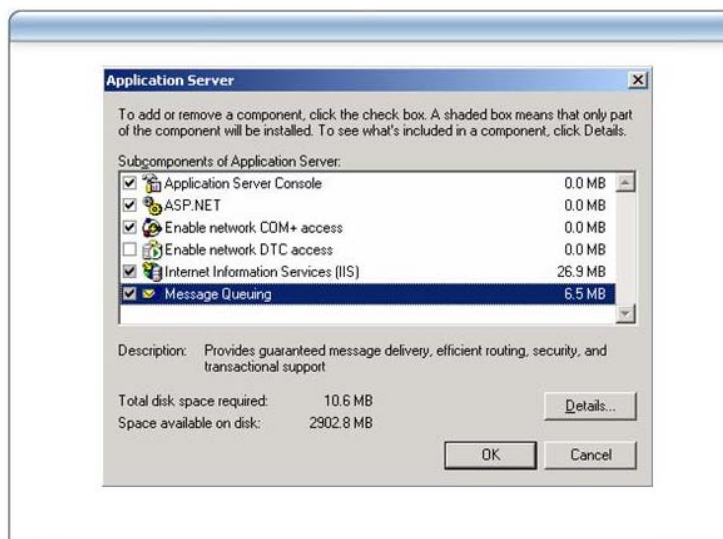 Application Server
To add or remove a component, click the check box. A shaded box means that only part
of the component will be installed. To see what's included in a component, click Details.
Subcomponents of Application Server:
Application Server Console 0.0 MB
ASP.NET 0.0 MB
Enable network COM+ access 0.0 MB
Enable network DTC access 0.0 MB
Internet Information Services (IIS) 26.9 MB
Message Queuing 6.5 MB
Description: Provides guaranteed message delivery, efficient routing, security, and
transactional support
Total disk space required: 10.6 MB
Space available on disk: 2902.8 MB
Details...
OK Cancel